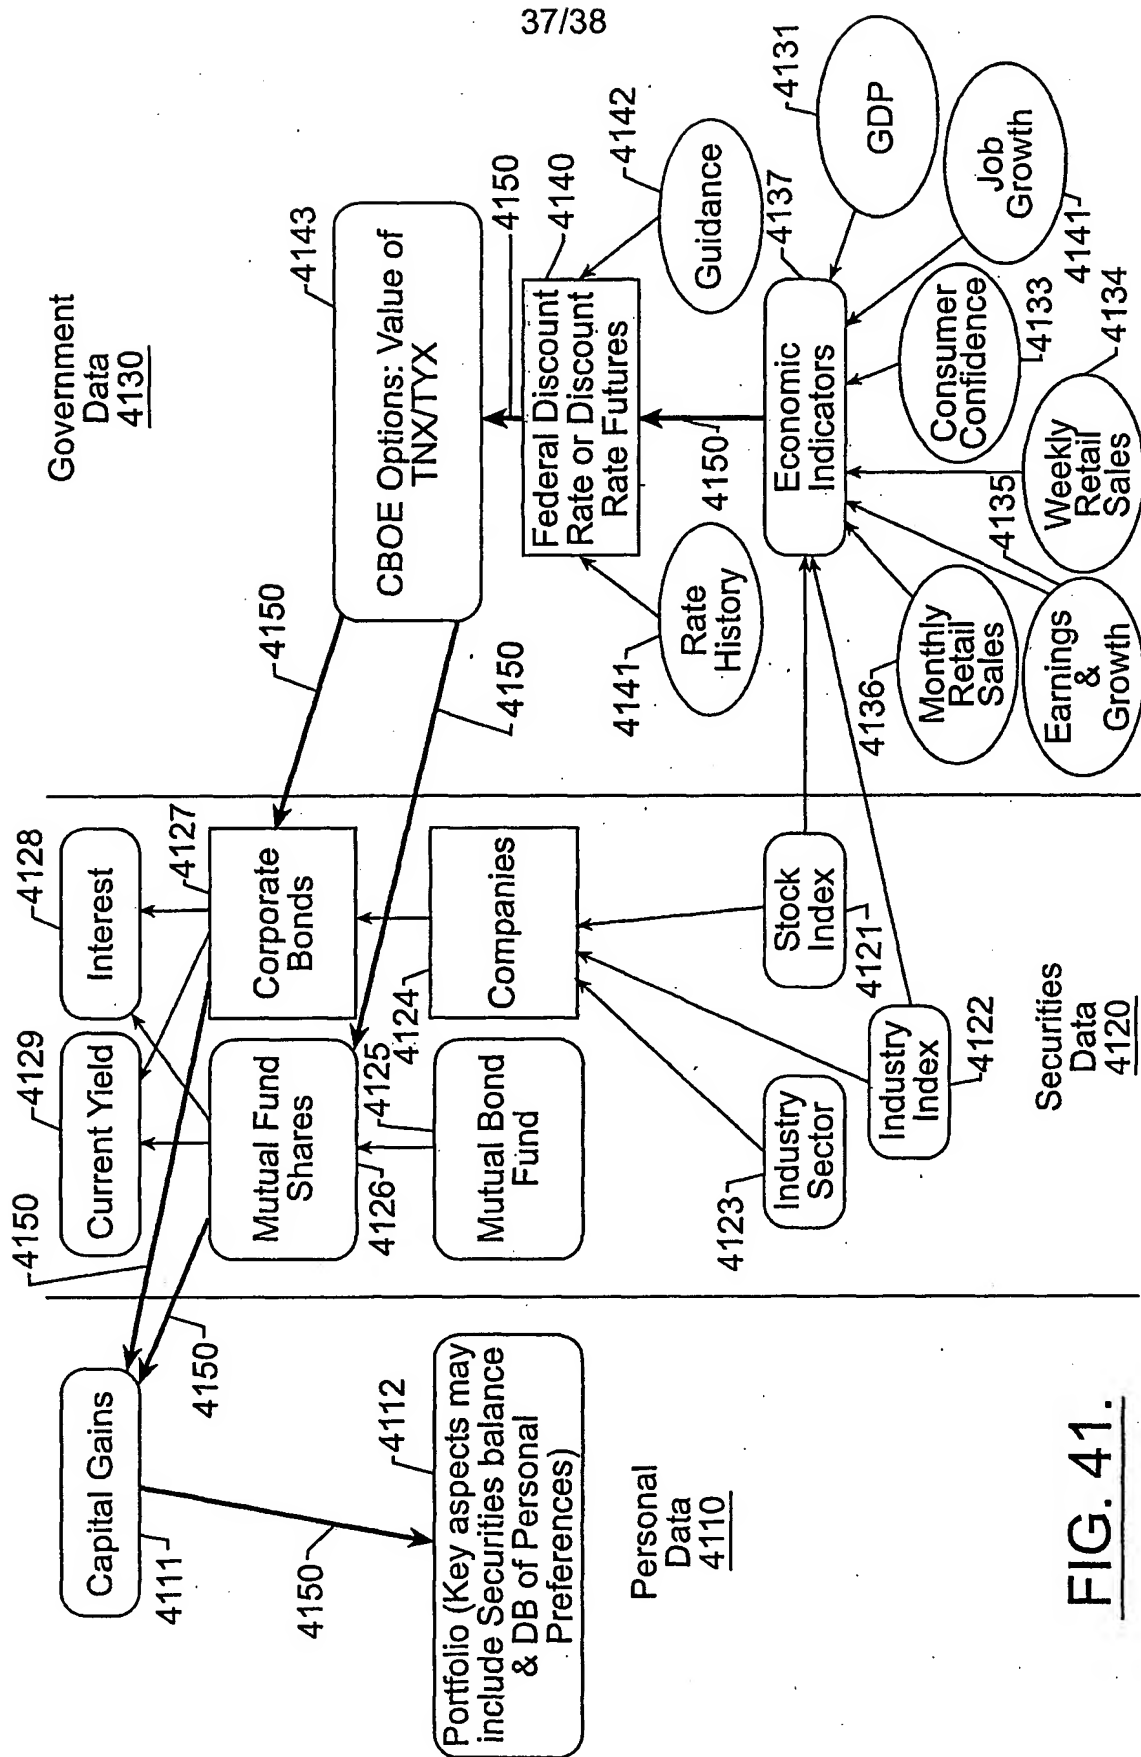 37/38
Capital Gains
4111
4150
4150
4150
Portfolio (Key aspects may
include Securities balance
& DB of Personal
Preferences)
4112
Personal
Data
4110
Current Yield
4129
Interest
4128
Mutual Fund
Shares
4126
Corporate
Bonds
4127
Mutual Bond
Fund
4125
Companies
4124
Industry
Sector
4123
Industry
Index
4122
Stock
Index
4121
Securities
Data
4120
Government
Data
4130
CBOE Options: Value of
TNX/TYX
4143
4150
4150
4150
Federal Discount
Rate or Discount
Rate Futures
4140
Rate
History
4141
Guidance
4142
4150
Economic
Indicators
4137
GDP
4131
Job
Growth
4141
Consumer
Confidence
4133
Weekly
Retail
Sales
4134
Earnings
&
Growth
4135
Monthly
Retail
Sales
4136
FIG. 41.